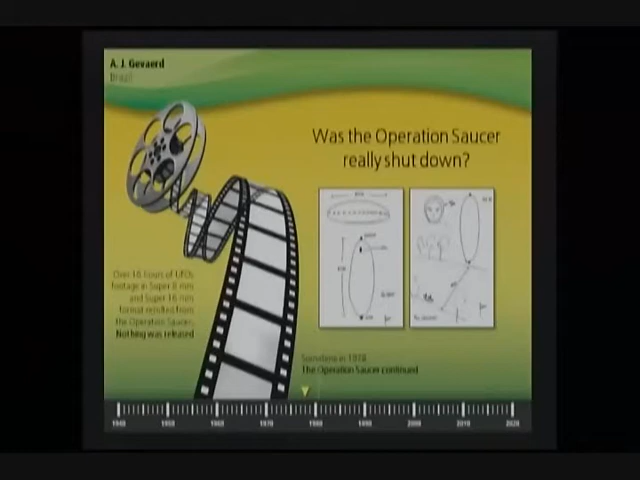 A. J. Gevaerd
Brazil
Was the Operation Saucer
really shut down?
Over 16 hours of UFOs
footage in Super 8 mm
and Super 16 mm
format resulted from
the Operation Saucer.
Nothing was released
Sometime in 1978
The Operation Saucer continued
1940 1950 1960 1970 1980 1990 2000 2010 2020